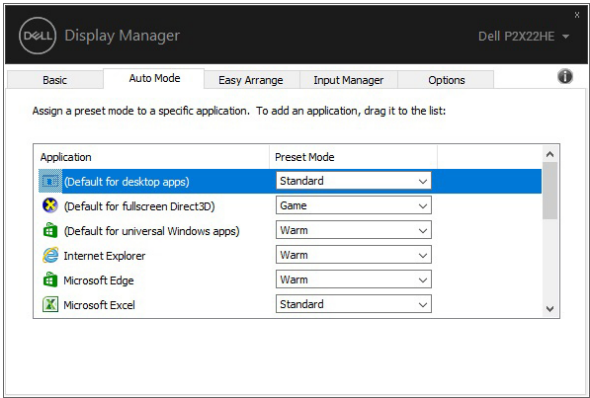 x
DELL Display Manager Dell P2X22HE
Basic Auto Mode Easy Arrange Input Manager Options
Assign a preset mode to a specific application. To add an application, drag it to the list:
Application Preset Mode
(Default for desktop apps) Standard
(Default for fullscreen Direct3D) Game
(Default for universal Windows apps) Warm
Internet Explorer Warm
Microsoft Edge Warm
Microsoft Excel Standard